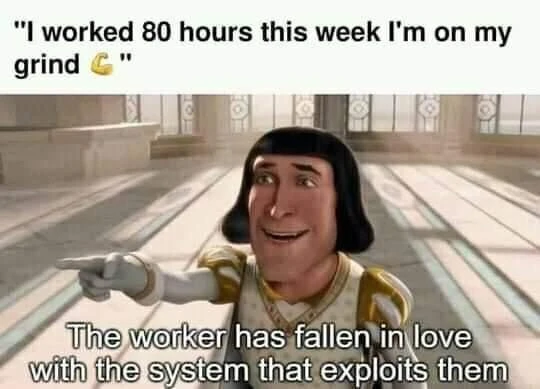 "I worked 80 hours this week I'm on my
grind 💪 "
The worker has fallen in love
with the system that exploits them